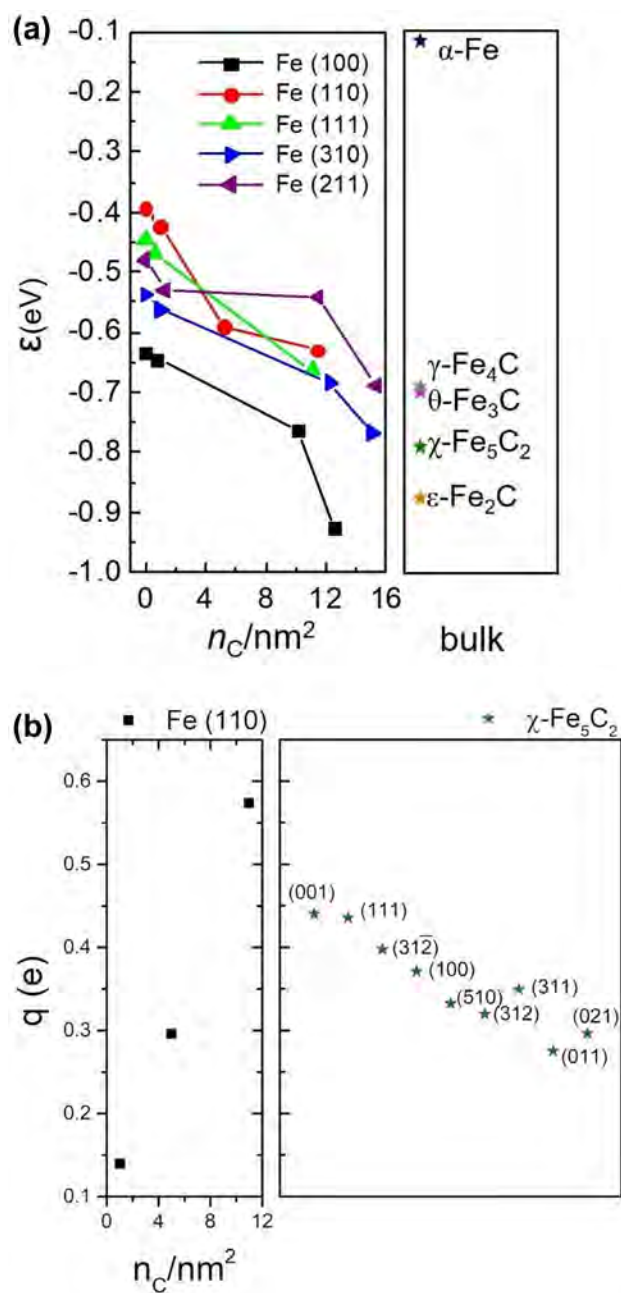 (a)
-0.1
-0.2
-0.3
-0.4
-0.5
-0.6
-0.7
-0.8
-0.9
-1.0
ε(eV)
Fe (100)
Fe (110)
Fe (111)
Fe (310)
Fe (211)
0 4 8 12 16
n_C/nm²
α-Fe
γ-Fe₄C
θ-Fe₃C
χ-Fe₅C₂
ε-Fe₂C
bulk
(b)
Fe (110)
χ-Fe₅C₂
0.6
0.5
0.4
0.3
0.2
0.1
q (e)
0 4 8 12
n_C/nm²
(001)
(111)
(312̄)
(100)
(510)
(312)
(311)
(011)
(021)